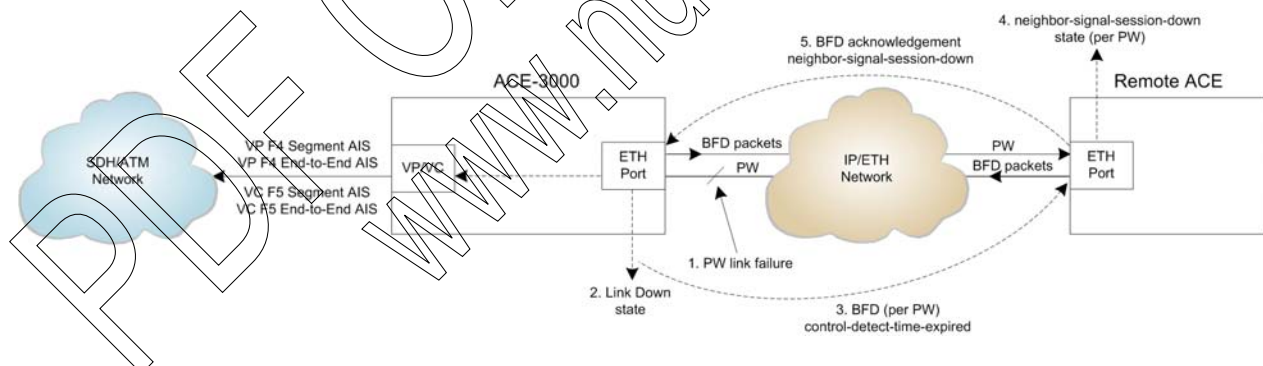 4. neighbor-signal-session-down
state (per PW)
5. BFD acknowledgement
neighbor-signal-session-down
ACE-3000
Remote ACE
SDH/ATM
Network
VP F4 Segment AIS
VP F4 End-to-End AIS
VC F5 Segment AIS
VC F5 End-to-End AIS
VP/VC
ETH
Port
BFD packets
PW
IP/ETH
Network
PW
BFD packets
ETH
Port
1. PW link failure
2. Link Down
state
3. BFD (per PW)
control-detect-time-expired
PDF
www.